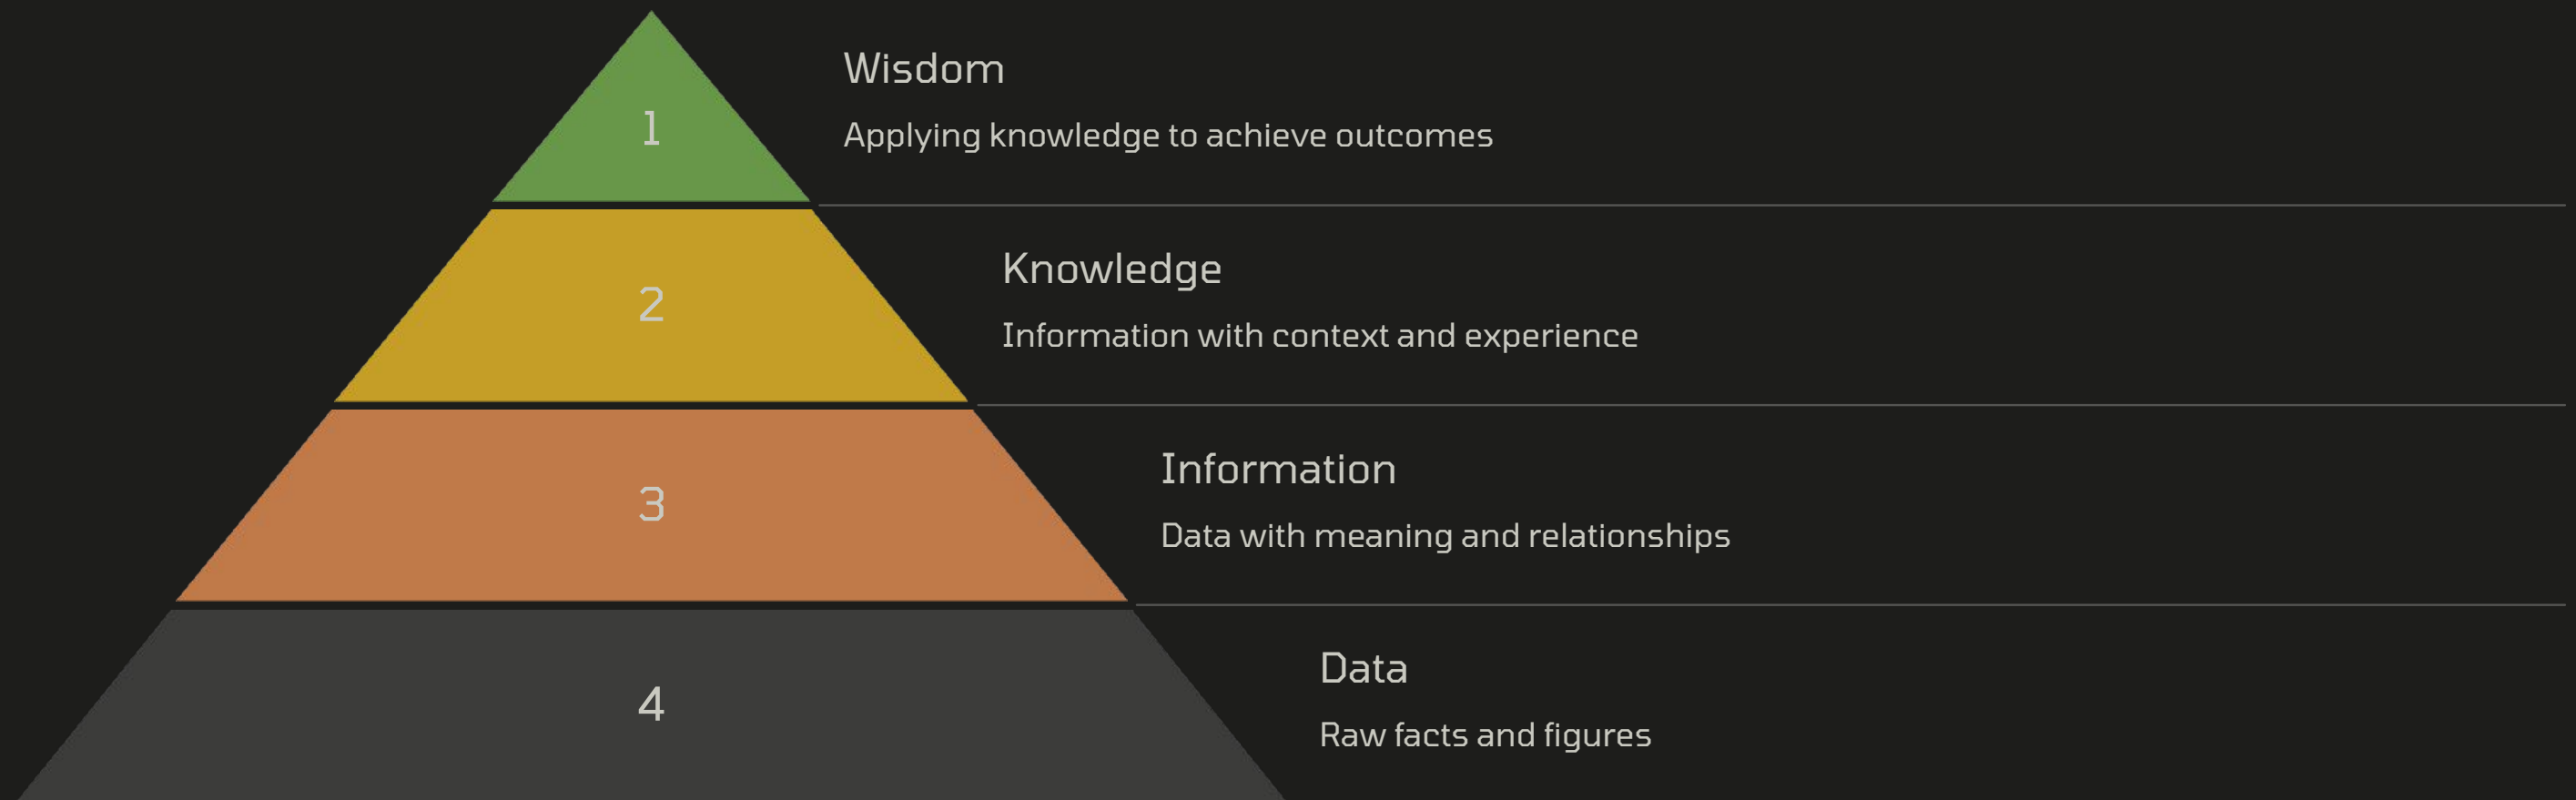 1
Wisdom
Applying knowledge to achieve outcomes
2
Knowledge
Information with context and experience
3
Information
Data with meaning and relationships
4
Data
Raw facts and figures